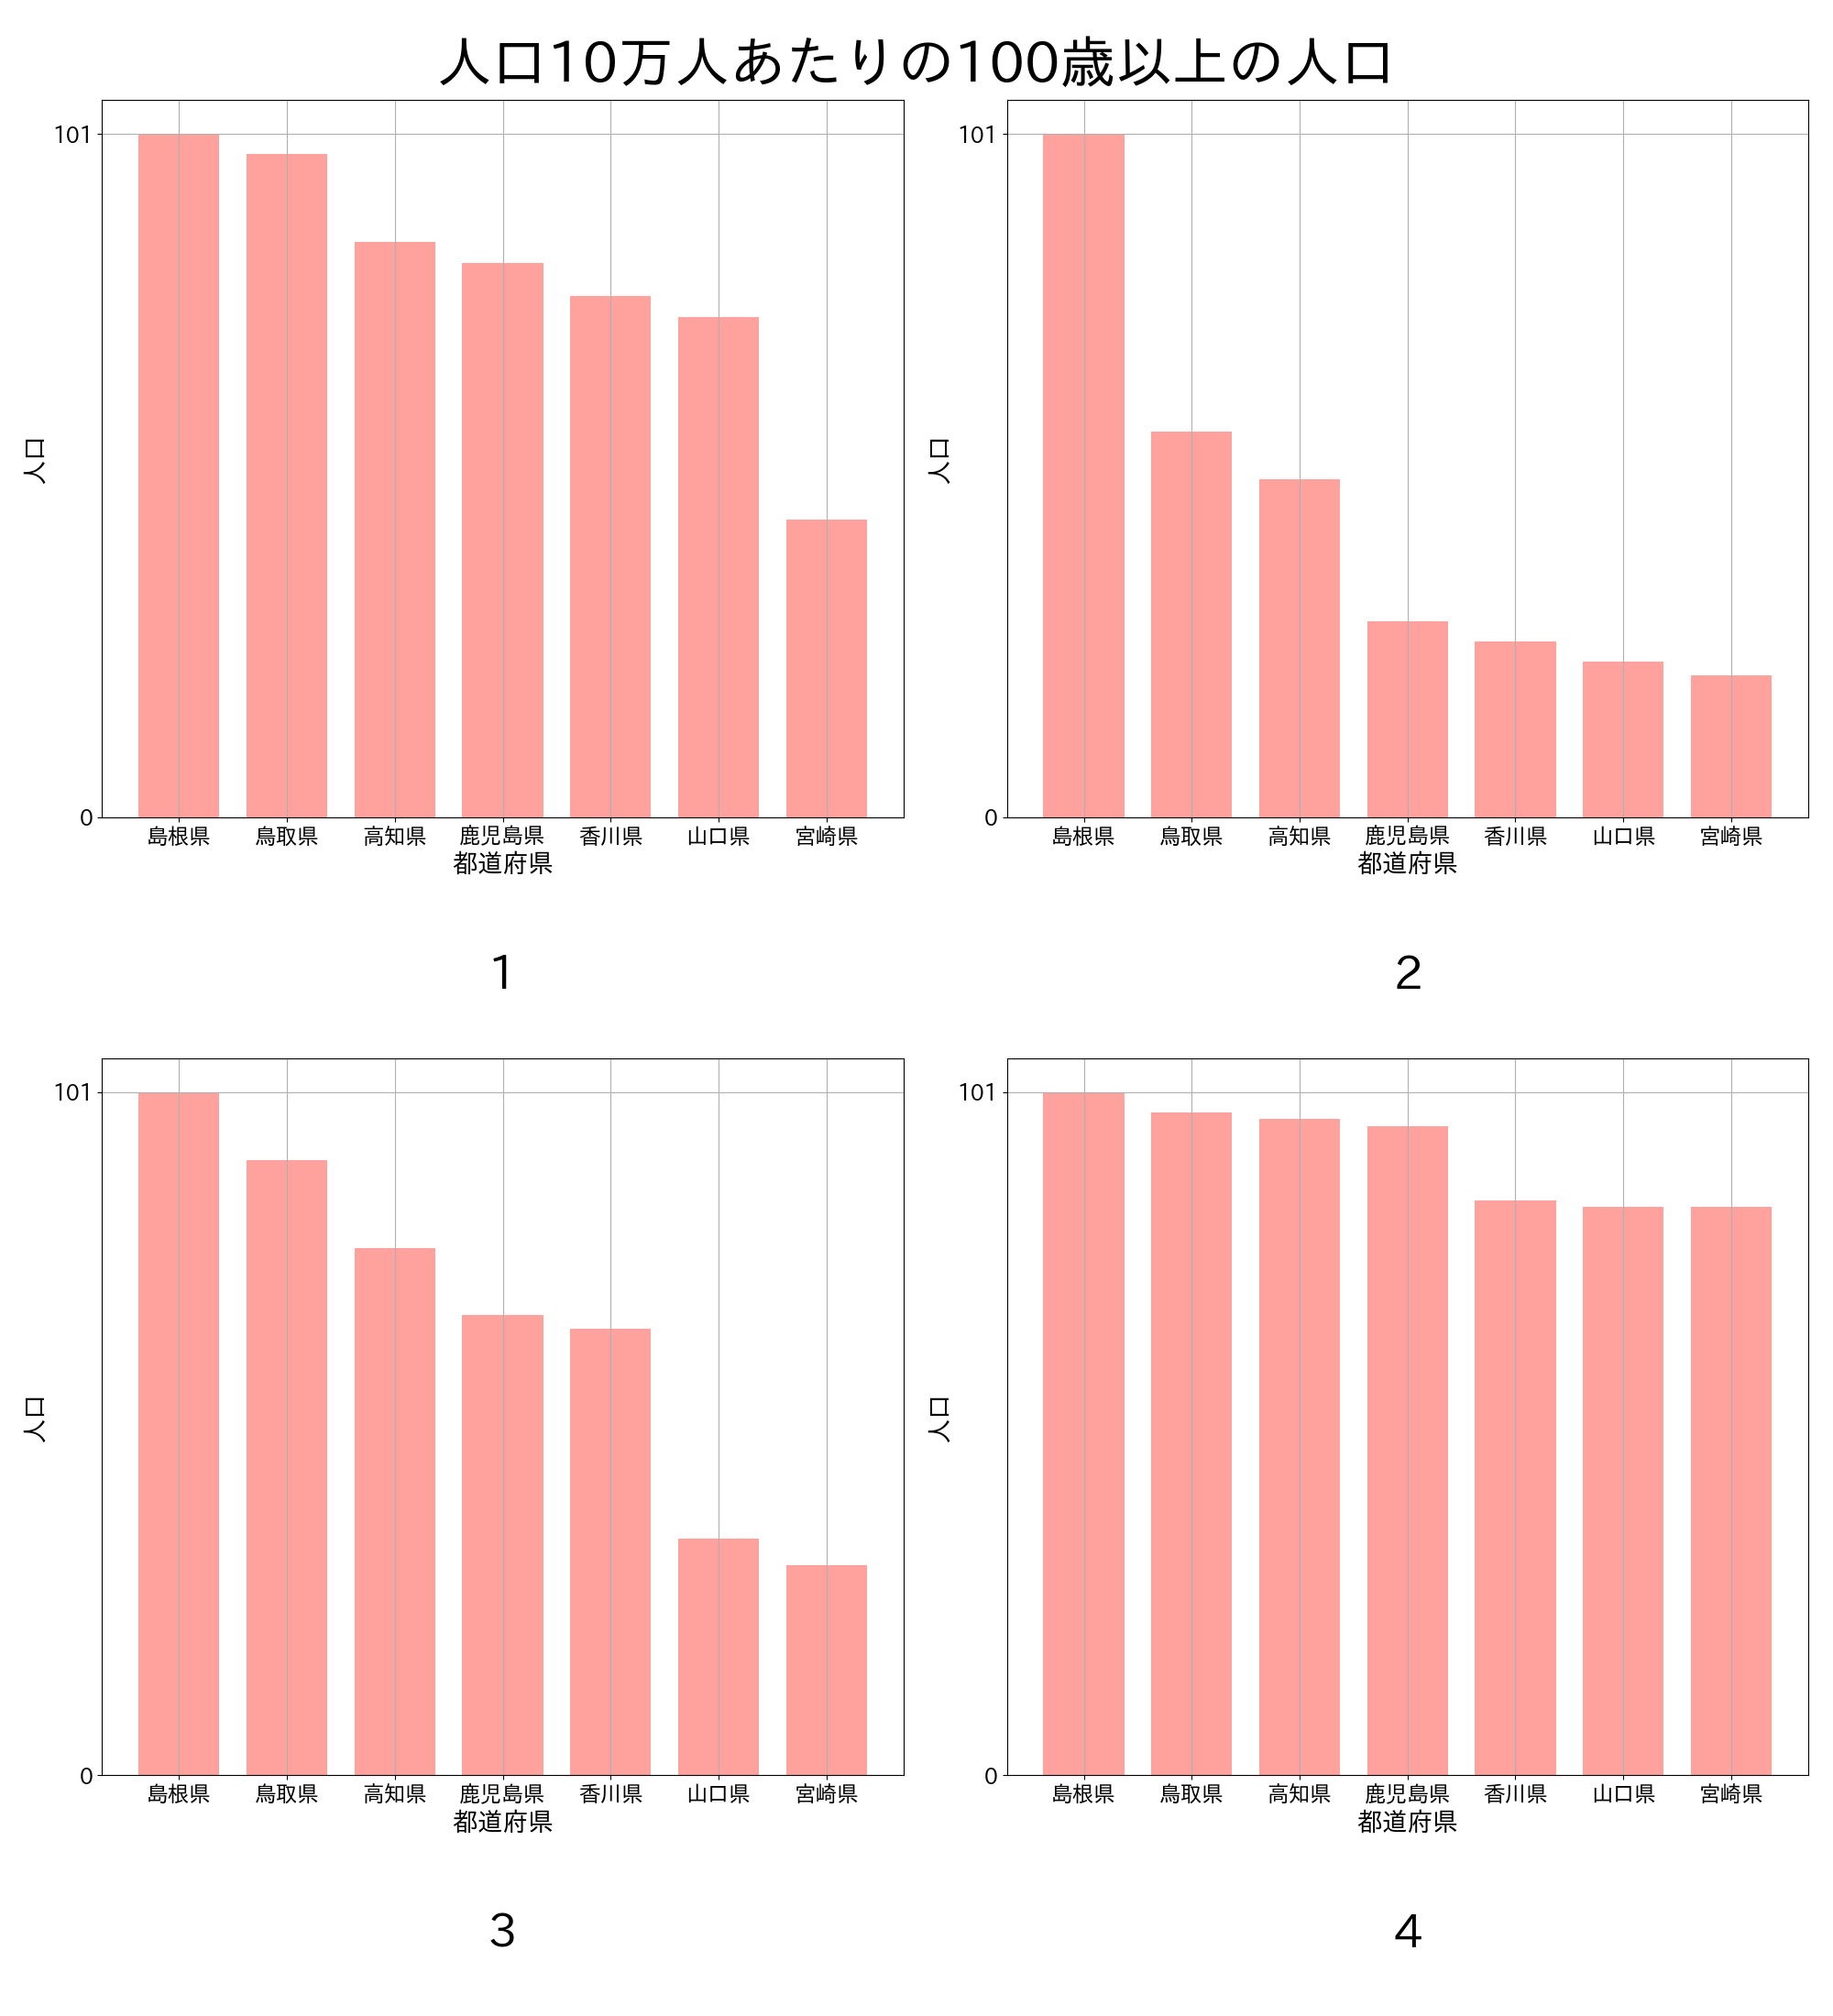 人口10万人あたりの100歳以上の人口
101
0
人口
島根県 鳥取県 高知県 鹿児島県 香川県 山口県 宮崎県
都道府県
1
101
0
人口
島根県 鳥取県 高知県 鹿児島県 香川県 山口県 宮崎県
都道府県
2
101
0
人口
島根県 鳥取県 高知県 鹿児島県 香川県 山口県 宮崎県
都道府県
3
101
0
人口
島根県 鳥取県 高知県 鹿児島県 香川県 山口県 宮崎県
都道府県
4